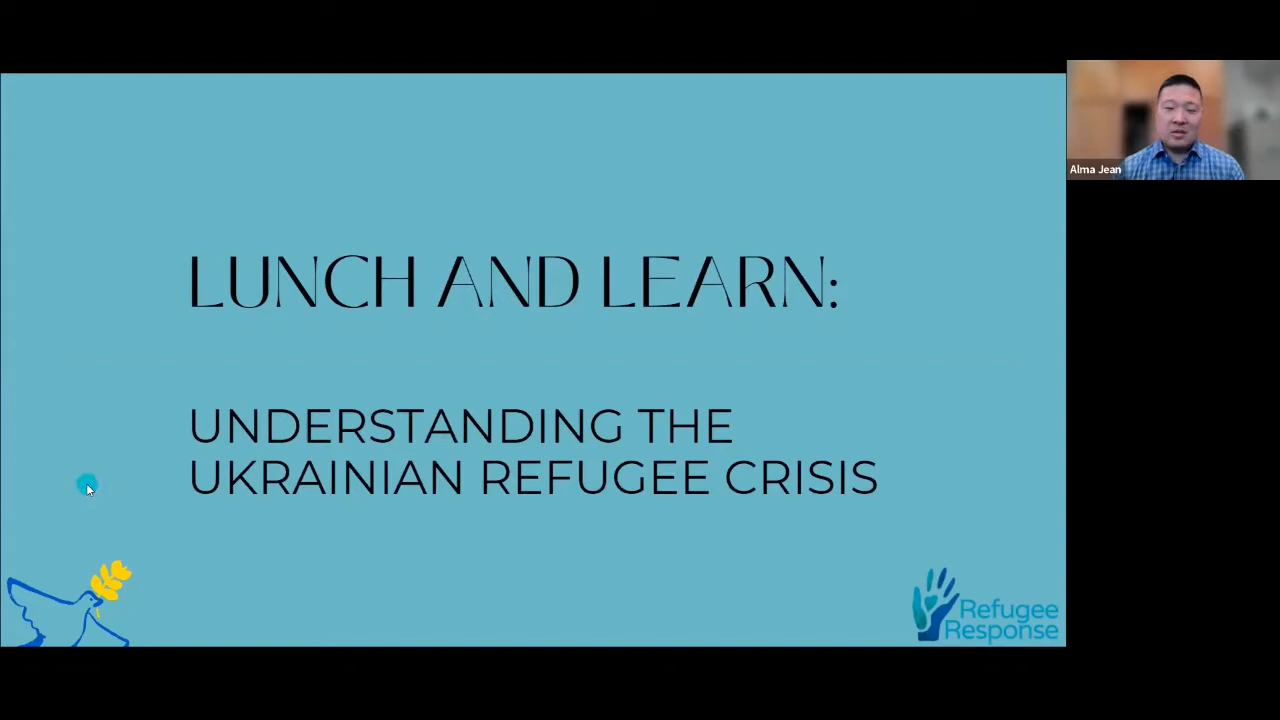 LUNCH AND LEARN:
UNDERSTANDING THE
UKRAINIAN REFUGEE CRISIS
Refugee
Response
Alma Jean